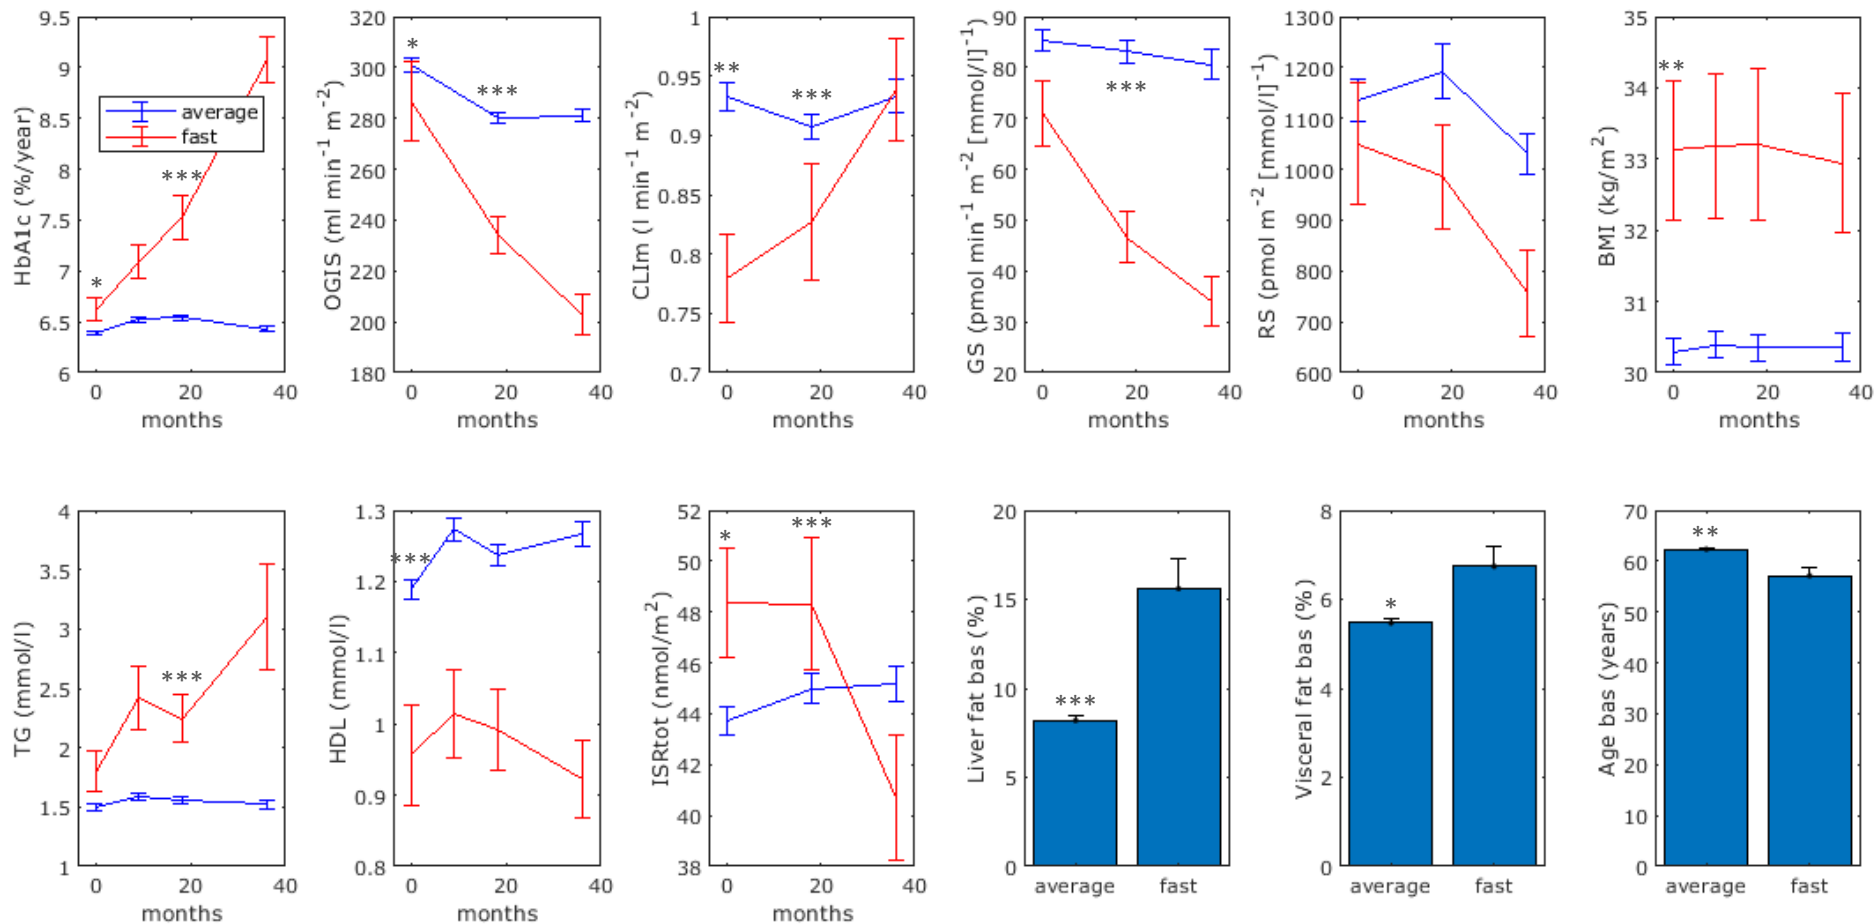 HbA1c (%/year)
9.5
9
8.5
8
7.5
7
6.5
6
average
fast
*
***
0 20 40
months
OGIS (ml min-1 m-2)
320
300
280
260
240
220
200
180
*
***
0 20 40
months
CLIm (l min-1 m-2)
1
0.95
0.9
0.85
0.8
0.75
0.7
**
***
0 20 40
months
GS (pmol min-1 m-2 [mmol/l]-1)
90
80
70
60
50
40
30
20
***
0 20 40
months
RS (pmol m-2 [mmol/l]-1)
1300
1200
1100
1000
900
800
700
600
0 20 40
months
BMI (kg/m2)
35
34
33
32
31
30
**
0 20 40
months
TG (mmol/l)
4
3.5
3
2.5
2
1.5
1
***
0 20 40
months
HDL (mmol/l)
1.3
1.2
1.1
1
0.9
0.8
***
0 20 40
months
ISRtot (nmol/m2)
52
50
48
46
44
42
40
38
*
***
0 20 40
months
Liver fat bas (%)
20
15
10
5
0
***
average fast
Visceral fat bas (%)
8
6
4
2
0
*
average fast
Age bas (years)
70
60
50
40
30
20
10
0
**
average fast